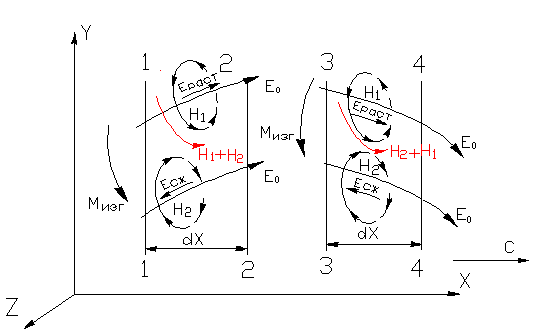 Y
1 2 3 4
Eраст E₀ H₁
H₁ Eраст
Mизг E₀
H₁+H₂ H₂+H₁
Eсж E₀ H₂
Mизг H₂ Eсж E₀
dX dX
1 2 3 4 C
X
Z